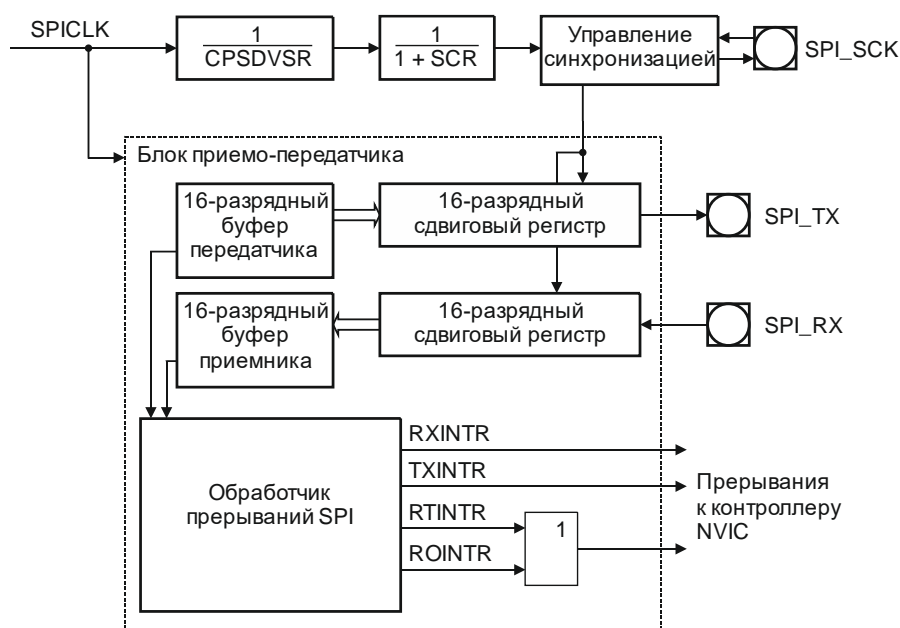 SPICLK
1
CPSDVSR
1
1 + SCR
Управление
синхронизацией
SPI_SCK
Блок приемо-передатчика
16-разрядный
буфер
передатчика
16-разрядный
сдвиговый регистр
SPI_TX
16-разрядный
буфер
приемника
16-разрядный
сдвиговый регистр
SPI_RX
Обработчик
прерываний SPI
RXINTR
TXINTR
RTINTR
ROINTR
1
Прерывания
к контроллеру
NVIC